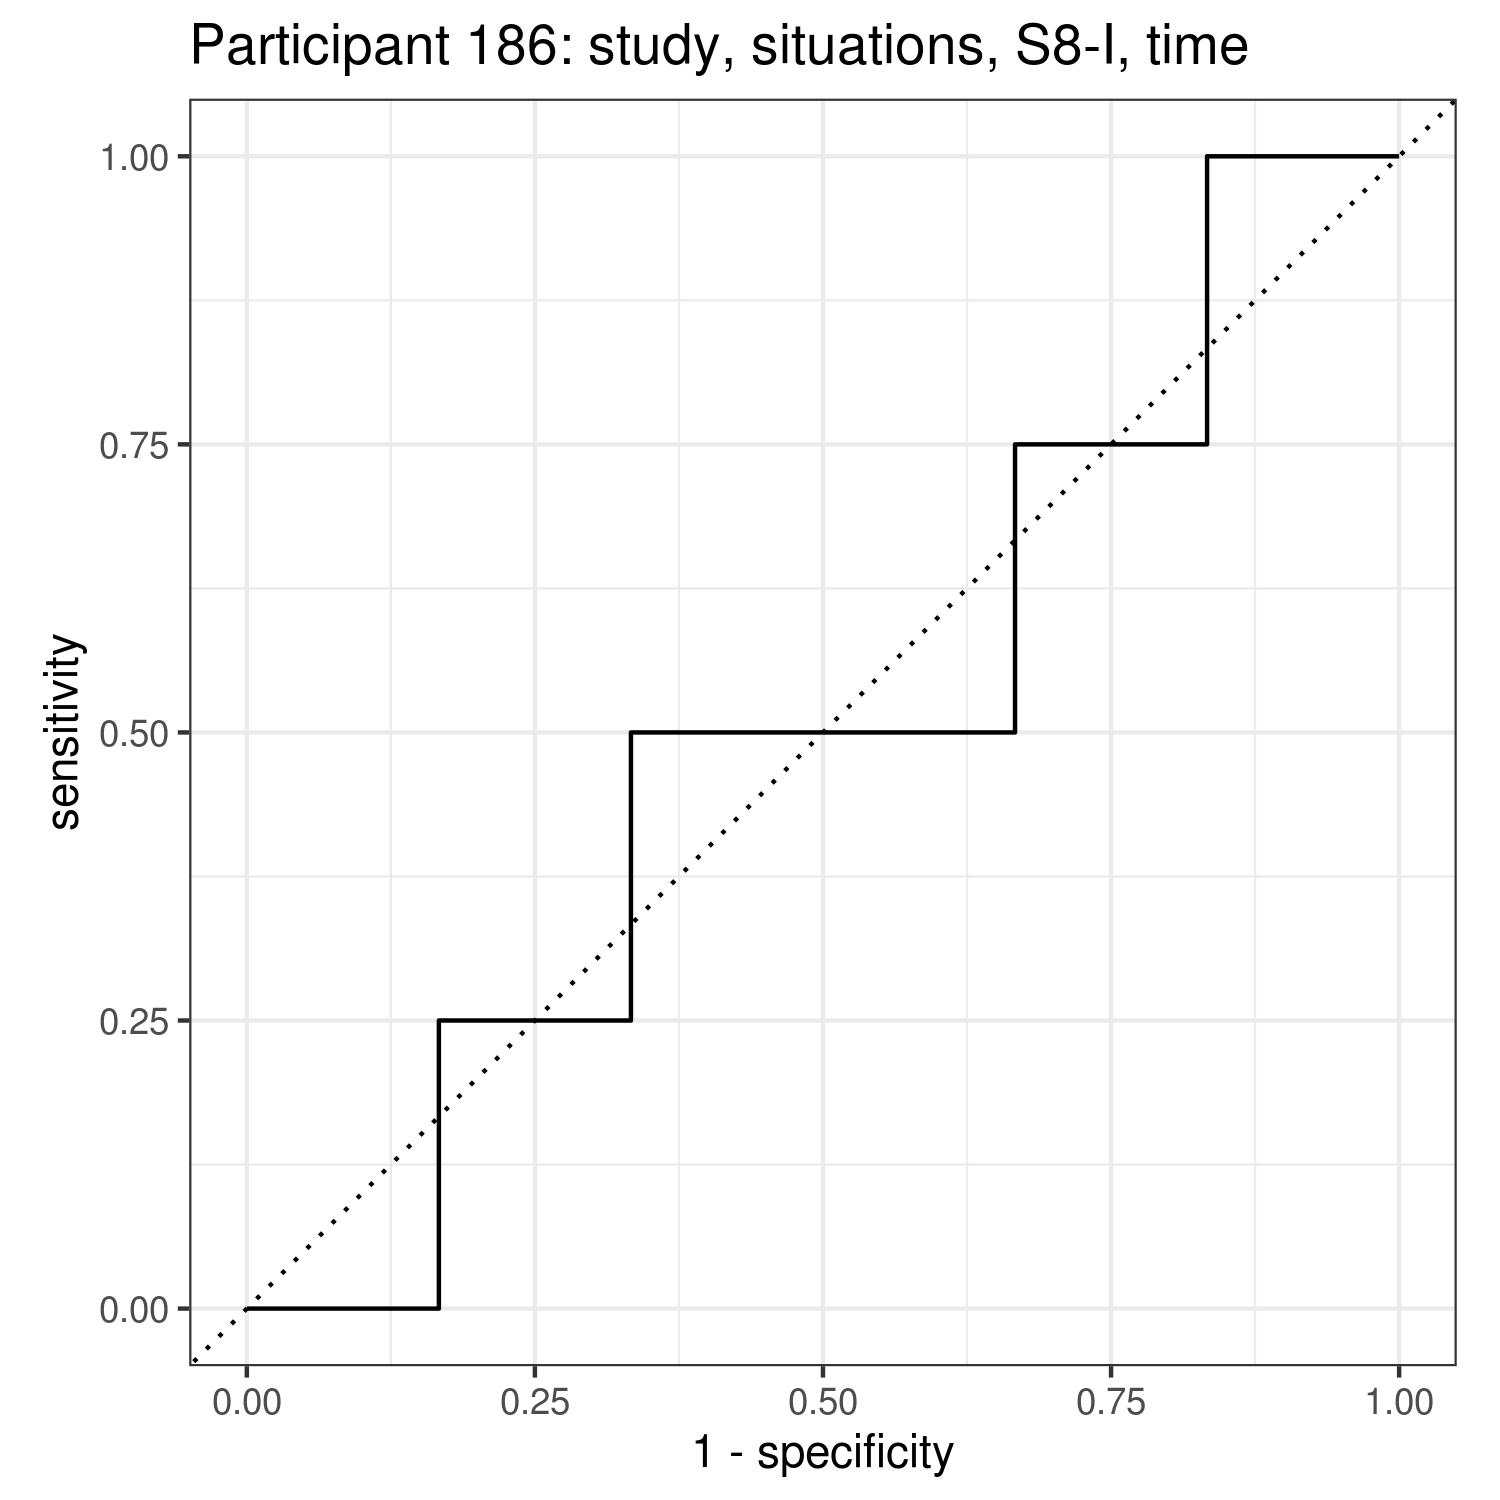 Participant 186: study, situations, S8-I, time
1.00
0.75
0.50
0.25
0.00
sensitivity
0.00 0.25 0.50 0.75 1.00
1 - specificity